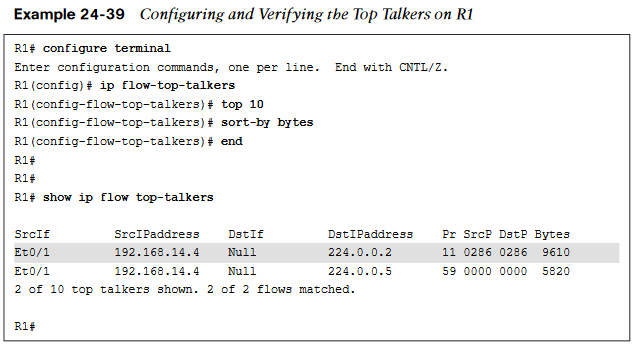 Example 24-39 Configuring and Verifying the Top Talkers on R1
R1# configure terminal
Enter configuration commands, one per line. End with CNTL/Z.
R1(config)# ip flow-top-talkers
R1(config-flow-top-talkers)# top 10
R1(config-flow-top-talkers)# sort-by bytes
R1(config-flow-top-talkers)# end
R1#
R1#
R1# show ip flow top-talkers
SrcIf SrcIPaddress DstIf DstIPaddress Pr SrcP DstP Bytes
Et0/1 192.168.14.4 Null 224.0.0.2 11 0286 0286 9610
Et0/1 192.168.14.4 Null 224.0.0.5 59 0000 0000 5820
2 of 10 top talkers shown. 2 of 2 flows matched.
R1#